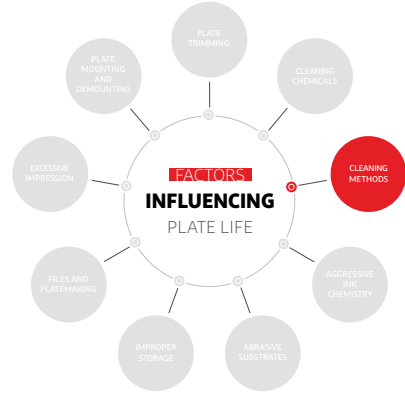 PLATE
TRIMMING
CLEANING
CHEMICALS
CLEANING
METHODS
AGGRESSIVE
INK
CHEMISTRY
ABRASIVE
SUBSTRATES
IMPROPER
STORAGE
FILES AND
PLATEMAKING
EXCESSIVE
IMPRESSION
PLATE
MOUNTING
AND
DEMOUNTING
FACTORS
INFLUENCING
PLATE LIFE